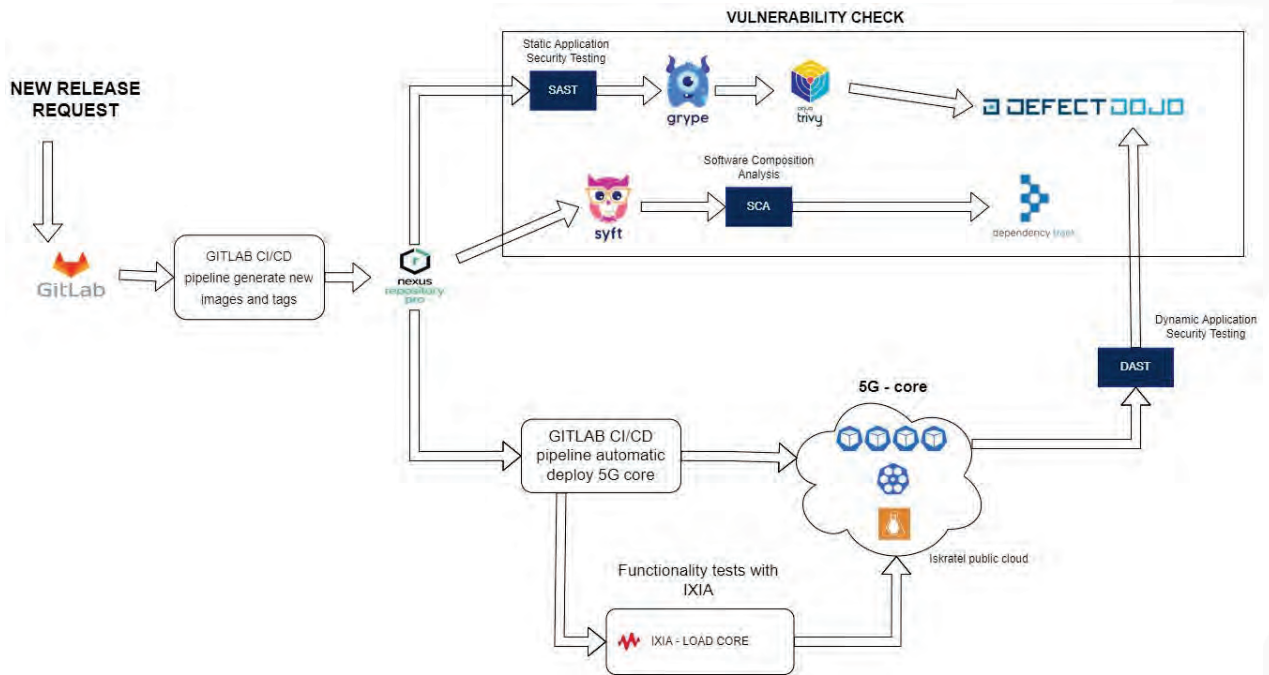 VULNERABILITY CHECK
Static Application
Security Testing
SAST
grype
aqua
trivy
DEFECTDOJO
NEW RELEASE
REQUEST
Software Composition
Analysis
SCA
syft
dependency track
GitLab
GITLAB CI/CD
pipeline generate new
images and tags
nexus
repository
pro
Dynamic Application
Security Testing
DAST
5G - core
GITLAB CI/CD
pipeline automatic
deploy 5G core
Iskratel public cloud
Functionality tests with
IXIA
IXIA - LOAD CORE